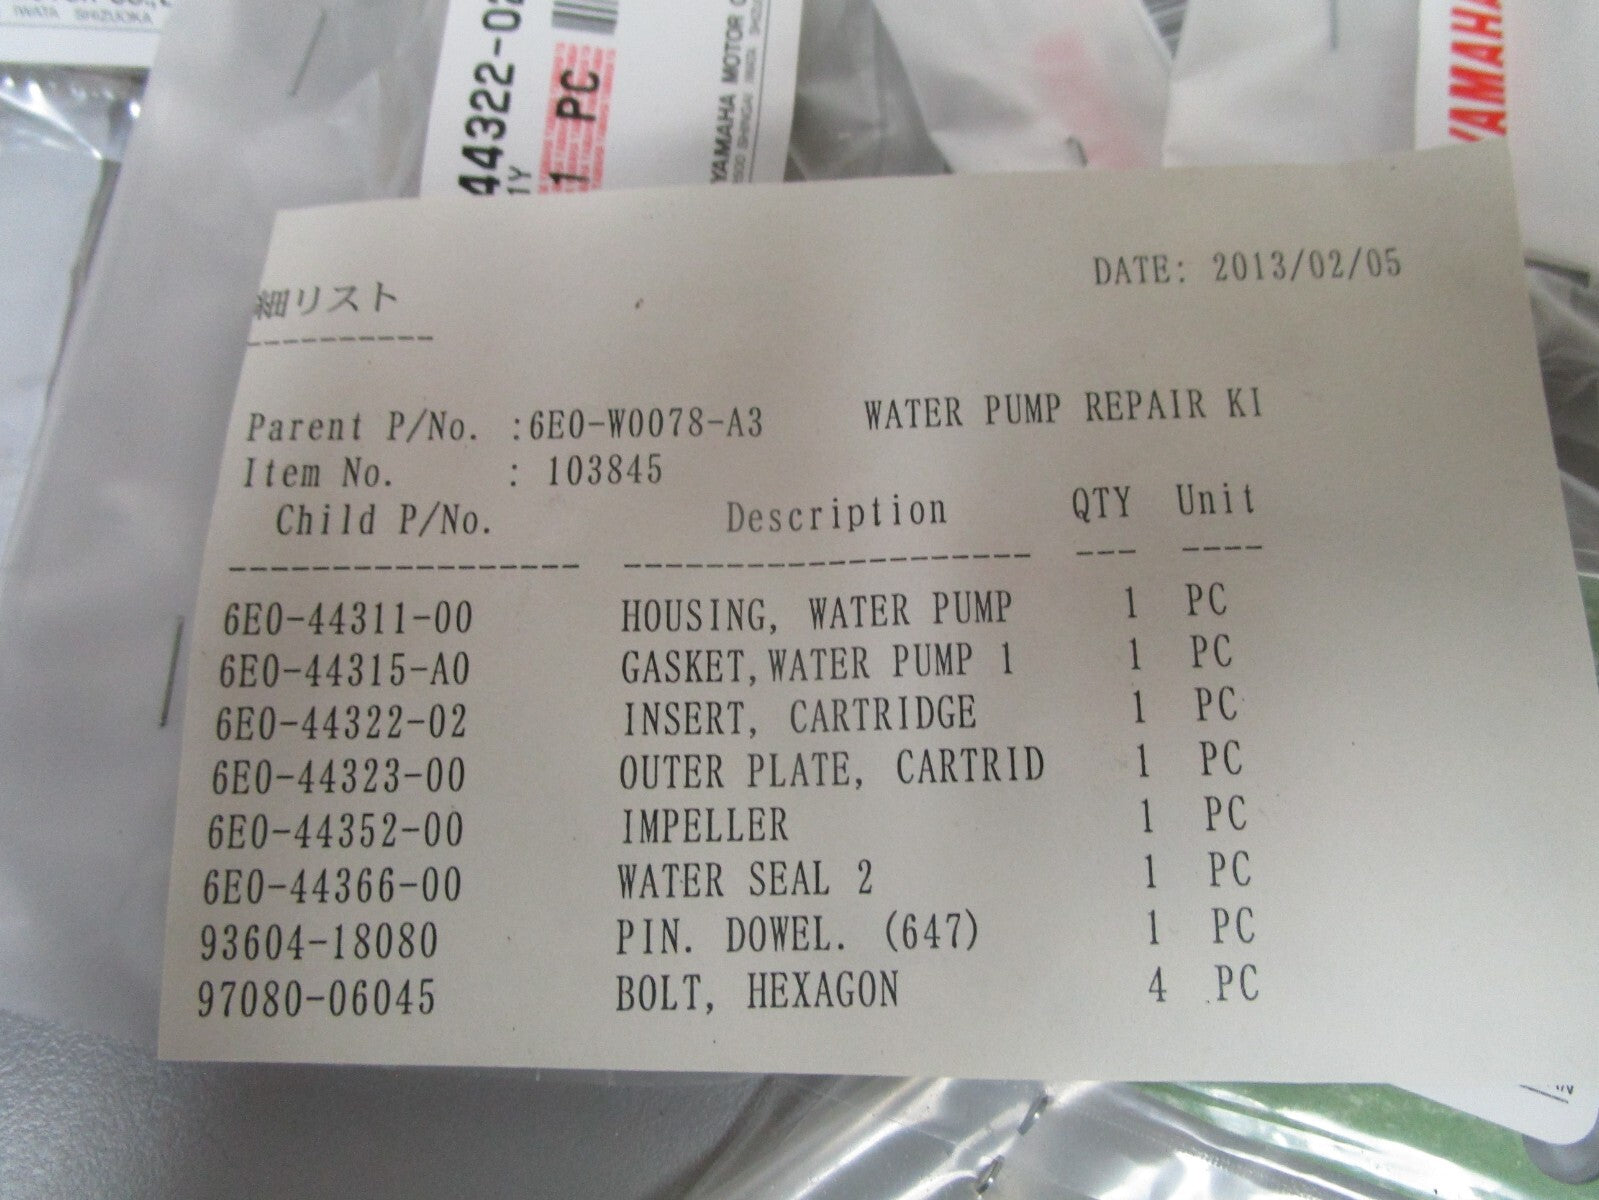 IWATA SHIZUOKA
44322-02
1 PC
YAMAHA MOTOR
YAMAHA
DATE: 2013/02/05
細リスト
----------
Parent P/No. :6E0-W0078-A3 WATER PUMP REPAIR KI
Item No. : 103845
Child P/No. Description QTY Unit
----------------- ------------------- --- ----
6E0-44311-00 HOUSING, WATER PUMP 1 PC
6E0-44315-A0 GASKET,WATER PUMP 1 1 PC
6E0-44322-02 INSERT, CARTRIDGE 1 PC
6E0-44323-00 OUTER PLATE, CARTRID 1 PC
6E0-44352-00 IMPELLER 1 PC
6E0-44366-00 WATER SEAL 2 1 PC
93604-18080 PIN. DOWEL. (647) 1 PC
97080-06045 BOLT, HEXAGON 4 PC